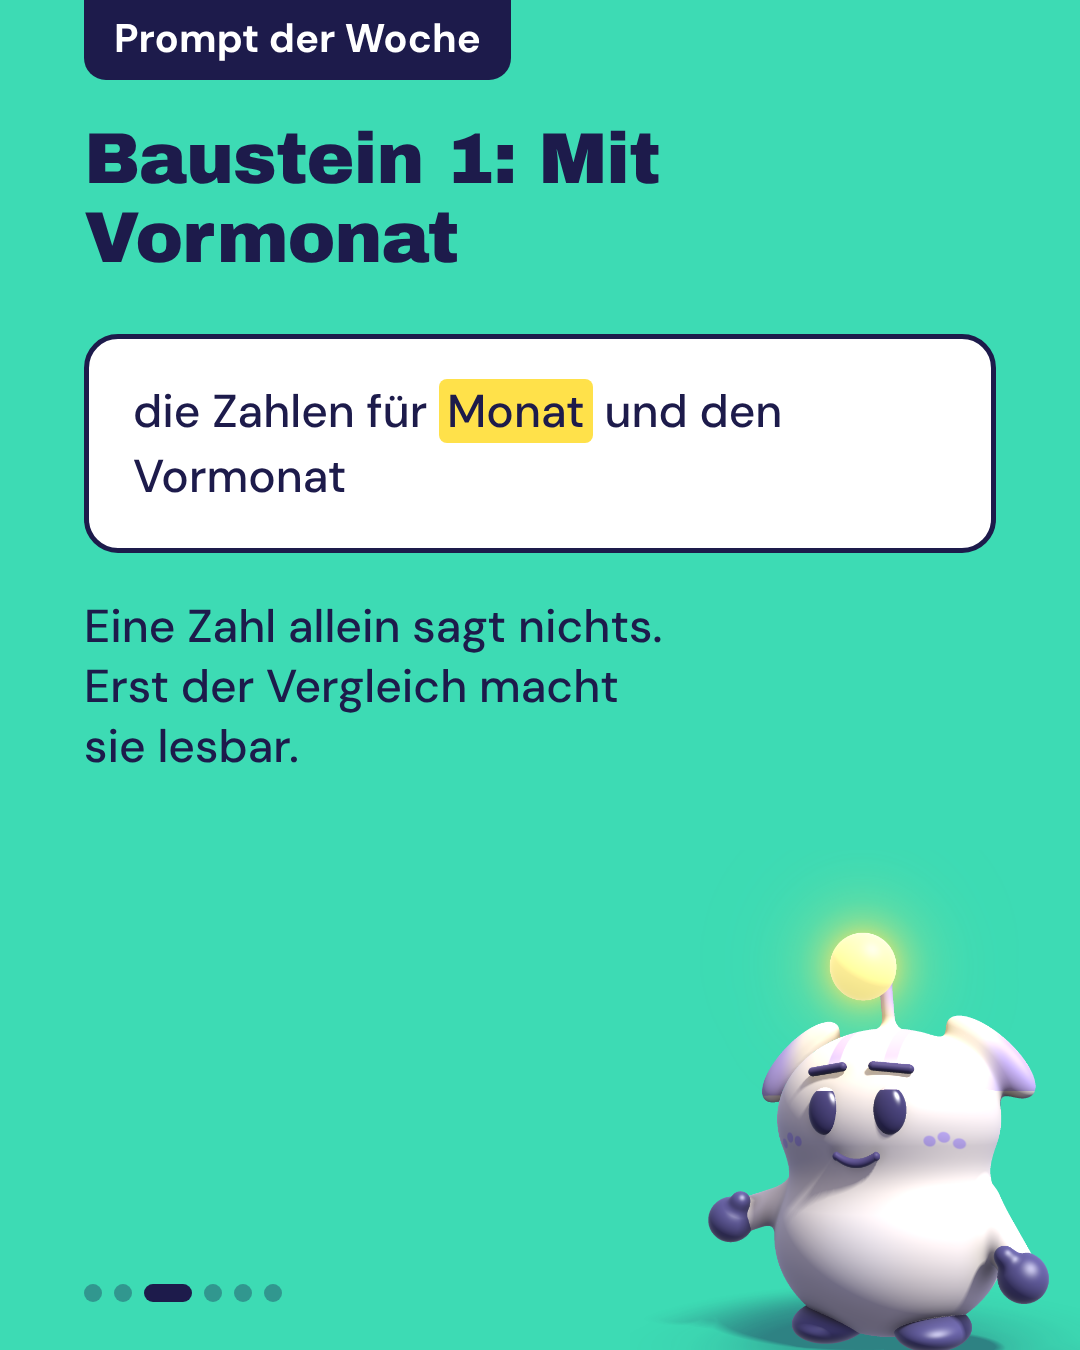 Prompt der Woche
Baustein 1: Mit
Vormonat
die Zahlen für Monat und den
Vormonat
Eine Zahl allein sagt nichts.
Erst der Vergleich macht
sie lesbar.